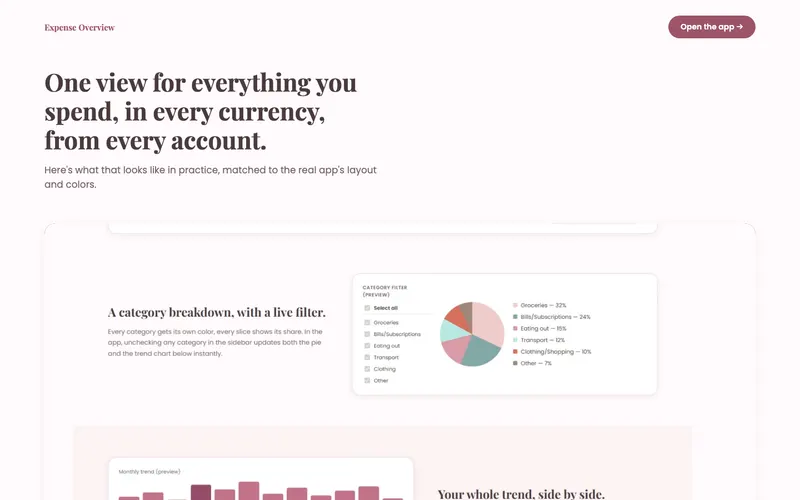 Expense Overview
Open the app →
One view for everything you
spend, in every currency,
from every account.
Here's what that looks like in practice, matched to the real app's layout
and colors.
A category breakdown, with a live filter.
Every category gets its own color, every slice shows its share. In the
app, unchecking any category in the sidebar updates both the pie
and the trend chart below instantly.
CATEGORY FILTER
(PREVIEW)
Select all
Groceries
Bills/Subscriptions
Eating out
Transport
Clothing
Other
Groceries — 32%
Bills/Subscriptions — 24%
Eating out — 15%
Transport — 12%
Clothing/Shopping — 10%
Other — 7%
Monthly trend (preview)
Your whole trend, side by side.